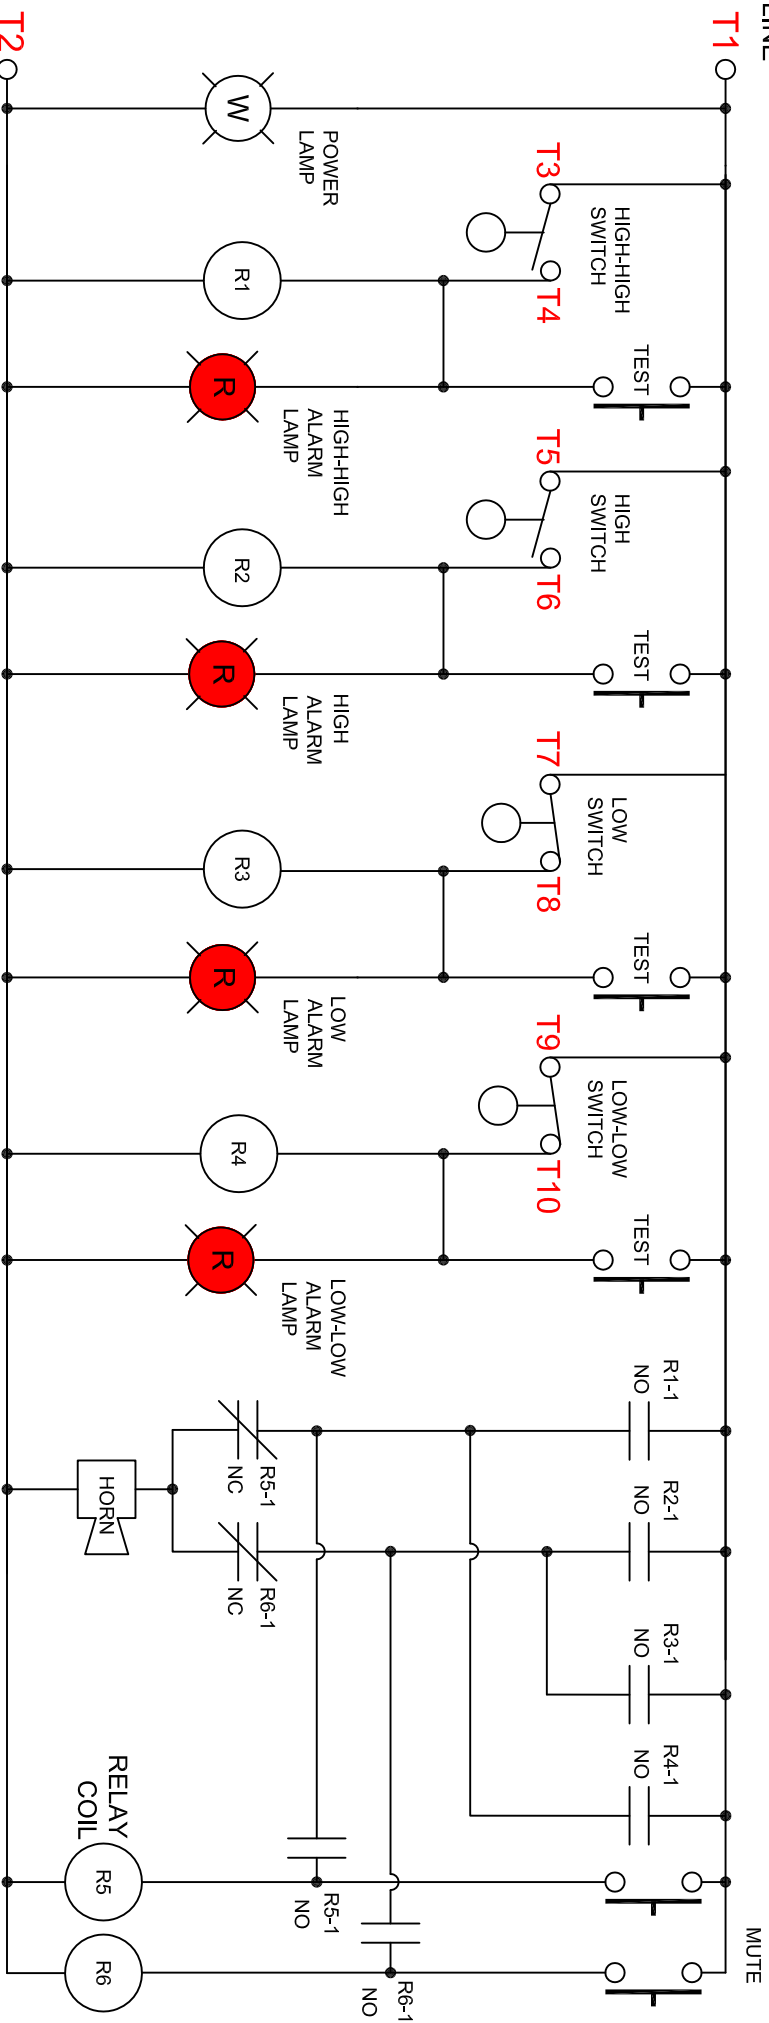 LINE
T1
T2
W
POWER
LAMP
T3
HIGH-HIGH
SWITCH
T4
R1
TEST
R
HIGH-HIGH
ALARM
LAMP
T5
HIGH
SWITCH
T6
R2
TEST
R
HIGH
ALARM
LAMP
T7
LOW
SWITCH
T8
R3
TEST
R
LOW
ALARM
LAMP
T9
LOW-LOW
SWITCH
T10
R4
TEST
R
LOW-LOW
ALARM
LAMP
R1-1
NO
R5-1
NC
HORN
R2-1
NO
R6-1
NC
R3-1
NO
R4-1
NO
RELAY
COIL
R5
R5-1
NO
MUTE
R6
R6-1
NO